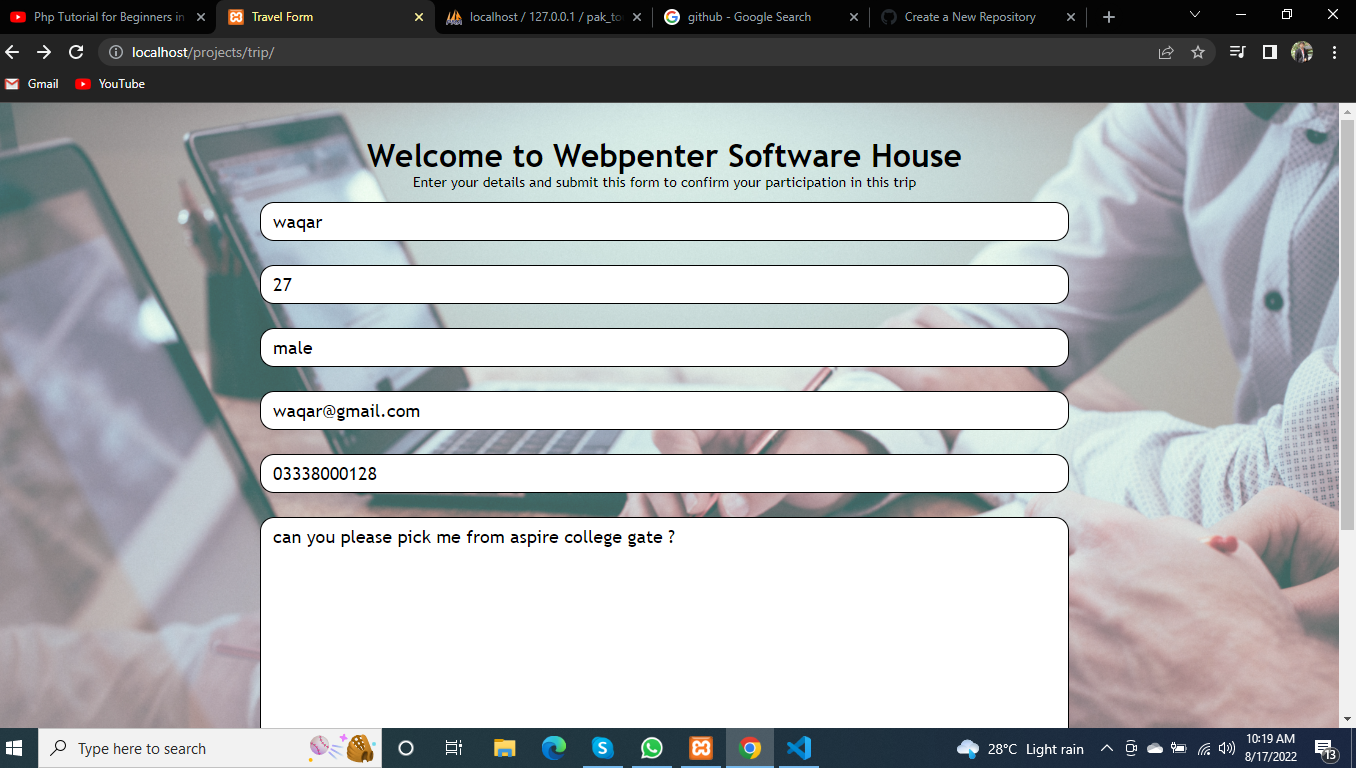 Php Tutorial for Beginners in
Travel Form
localhost / 127.0.0.1 / pak_to
github - Google Search
Create a New Repository
localhost/projects/trip/
Gmail
YouTube
Welcome to Webpenter Software House
Enter your details and submit this form to confirm your participation in this trip
waqar
27
male
waqar@gmail.com
03338000128
can you please pick me from aspire college gate ?
Type here to search
28°C Light rain
10:19 AM
8/17/2022
13